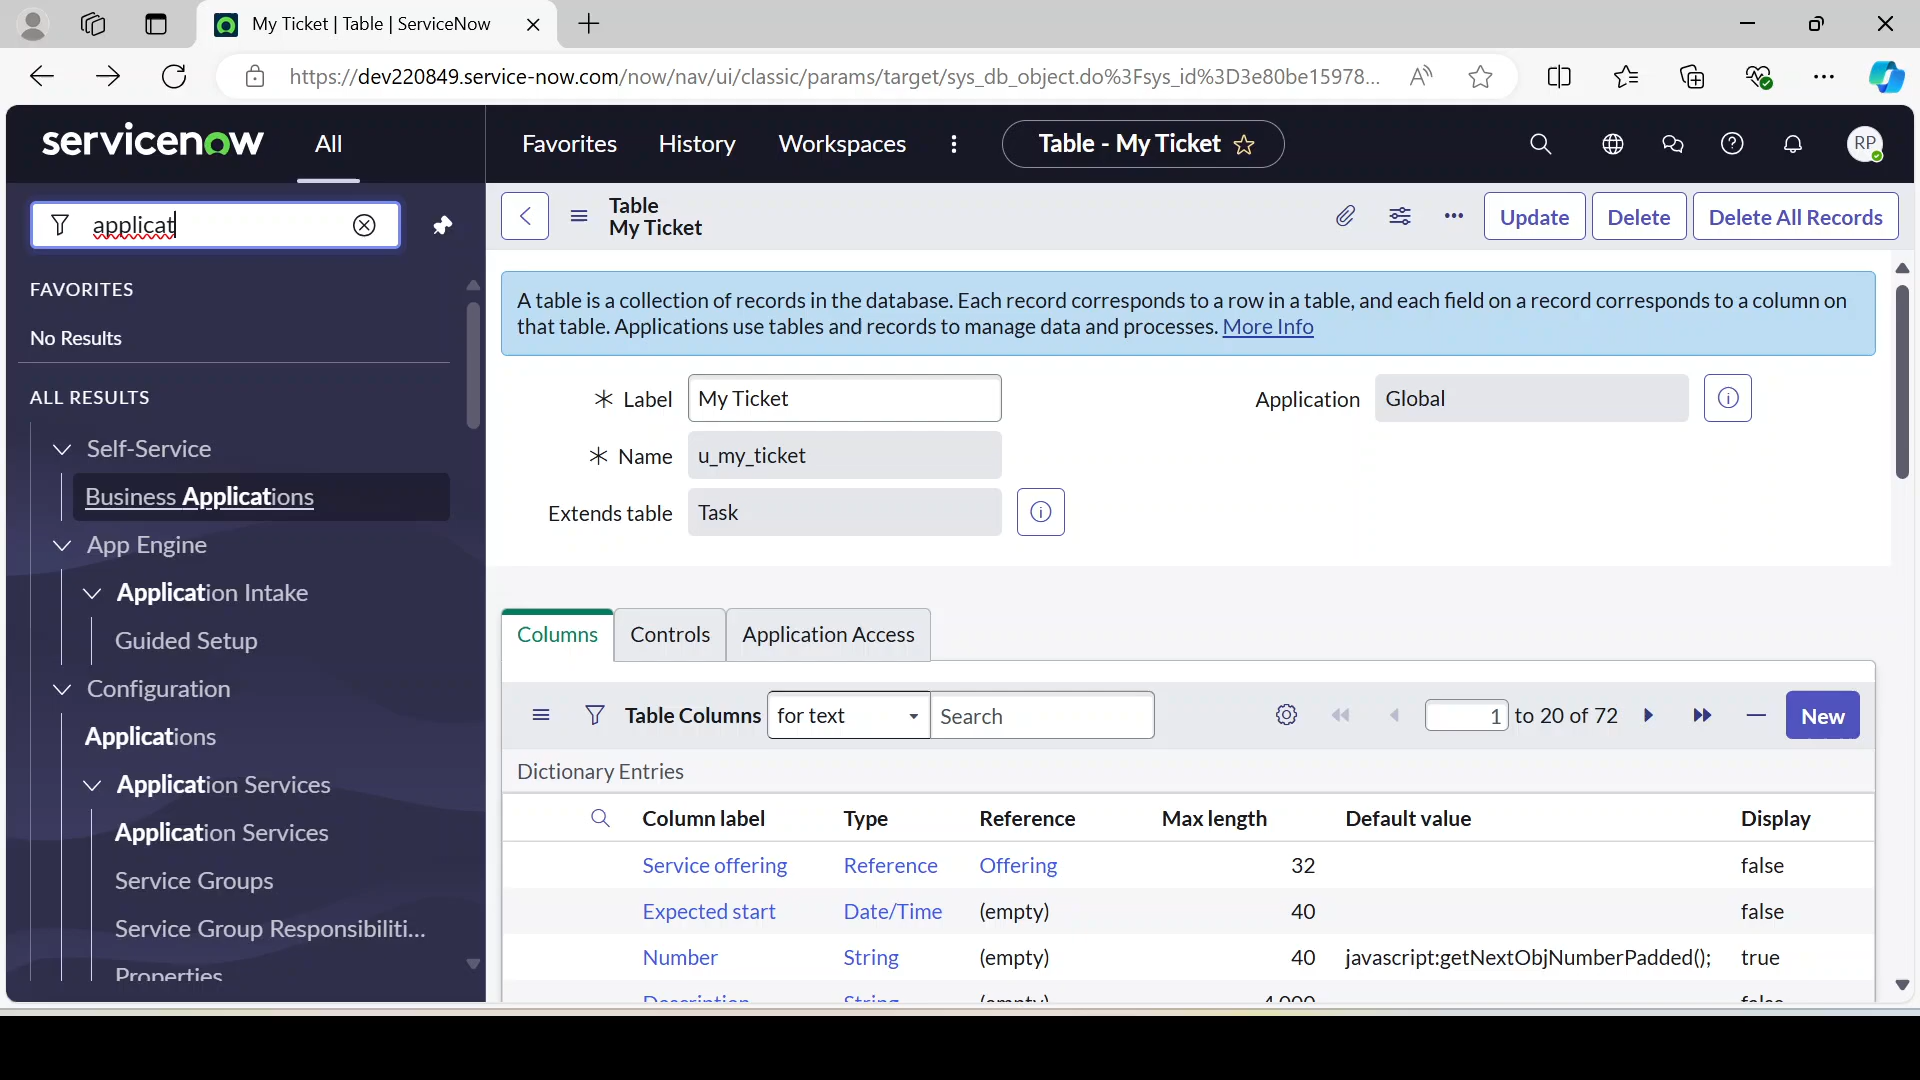 My Ticket | Table | ServiceNow
https://dev220849.service-now.com/now/nav/ui/classic/params/target/sys_db_object.do%3Fsys_id%3D3e80be15978...
servicenow
All
Favorites
History
Workspaces
Table - My Ticket
RP
applicat
FAVORITES
No Results
ALL RESULTS
Self-Service
Business Applications
App Engine
Application Intake
Guided Setup
Configuration
Applications
Application Services
Application Services
Service Groups
Service Group Responsibiliti...
Properties
Table
My Ticket
Update
Delete
Delete All Records
A table is a collection of records in the database. Each record corresponds to a row in a table, and each field on a record corresponds to a column on
that table. Applications use tables and records to manage data and processes. More Info
Label
My Ticket
Application
Global
Name
u_my_ticket
Extends table
Task
Columns
Controls
Application Access
Table Columns
for text
Search
1 to 20 of 72
New
Dictionary Entries
Column label Type Reference Max length Default value Display
Service offering Reference Offering 32 false
Expected start Date/Time (empty) 40 false
Number String (empty) 40 javascript:getNextObjNumberPadded(); true
Description String (empty) 4,000 false